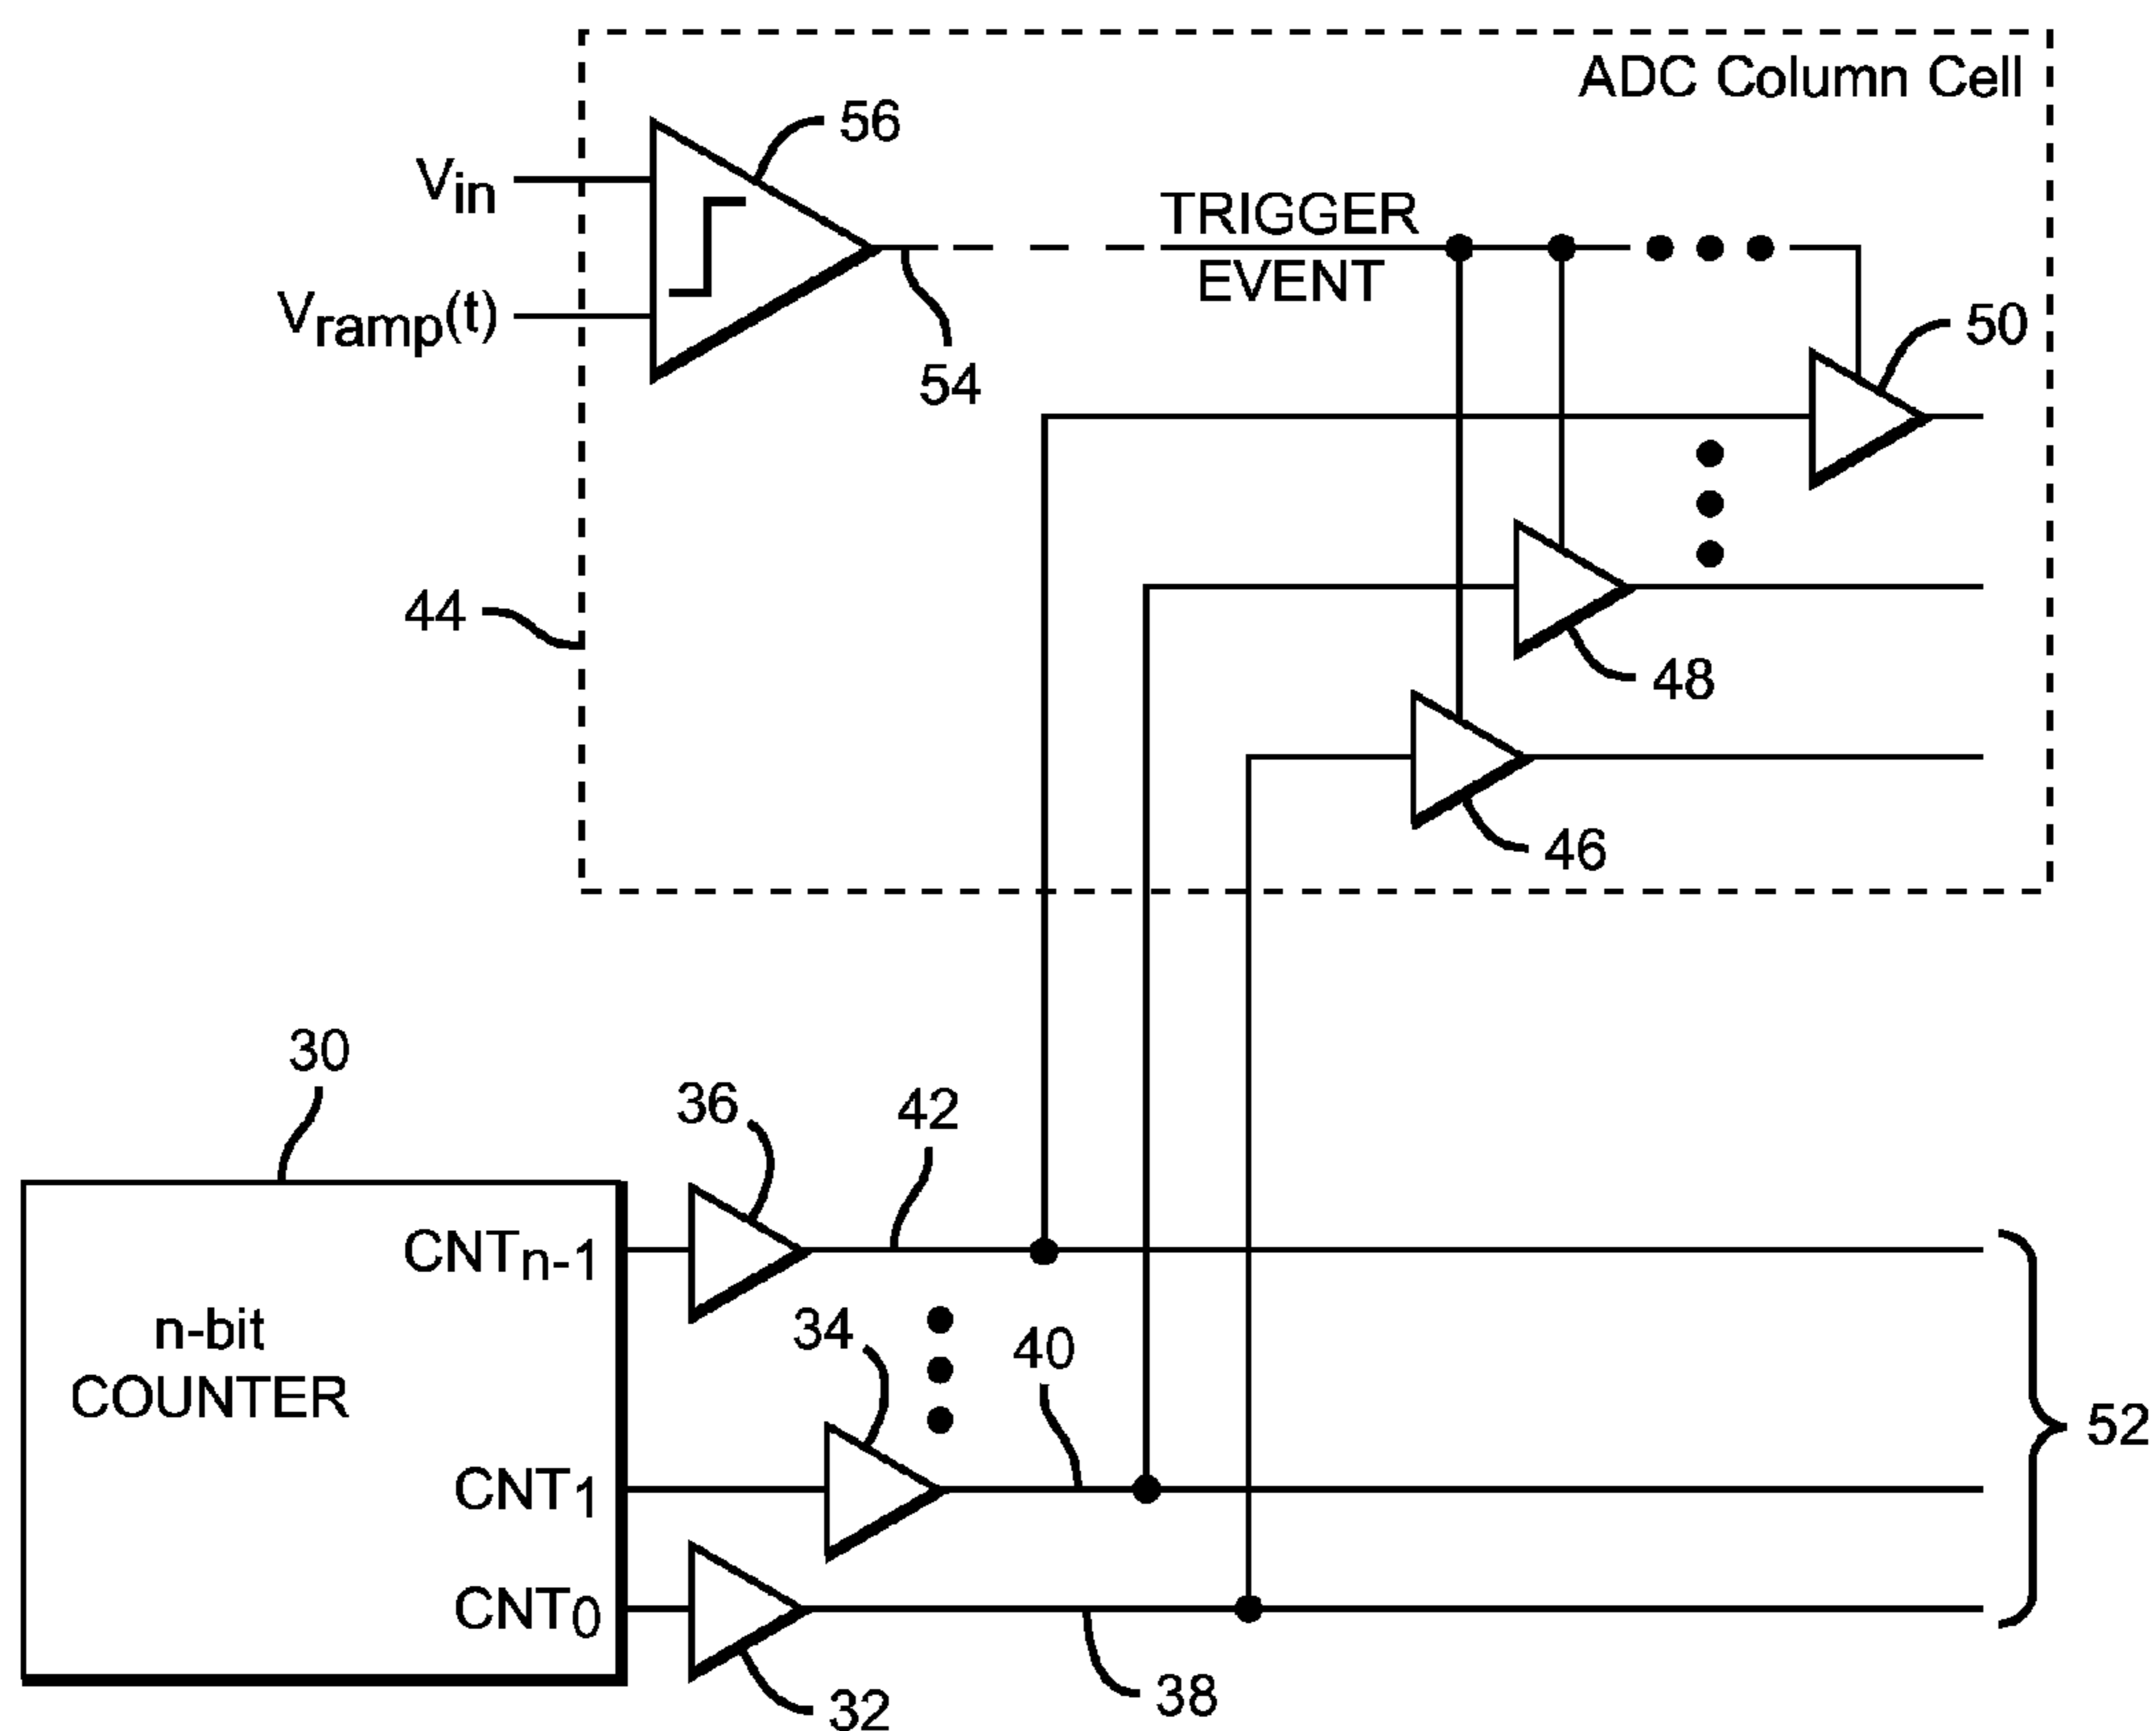 ADC Column Cell
56
Vin
TRIGGER
EVENT
Vramp(t)
54
50
44
48
46
30
36
42
CNTn-1
34
40
n-bit
COUNTER
52
CNT1
CNT0
38
32